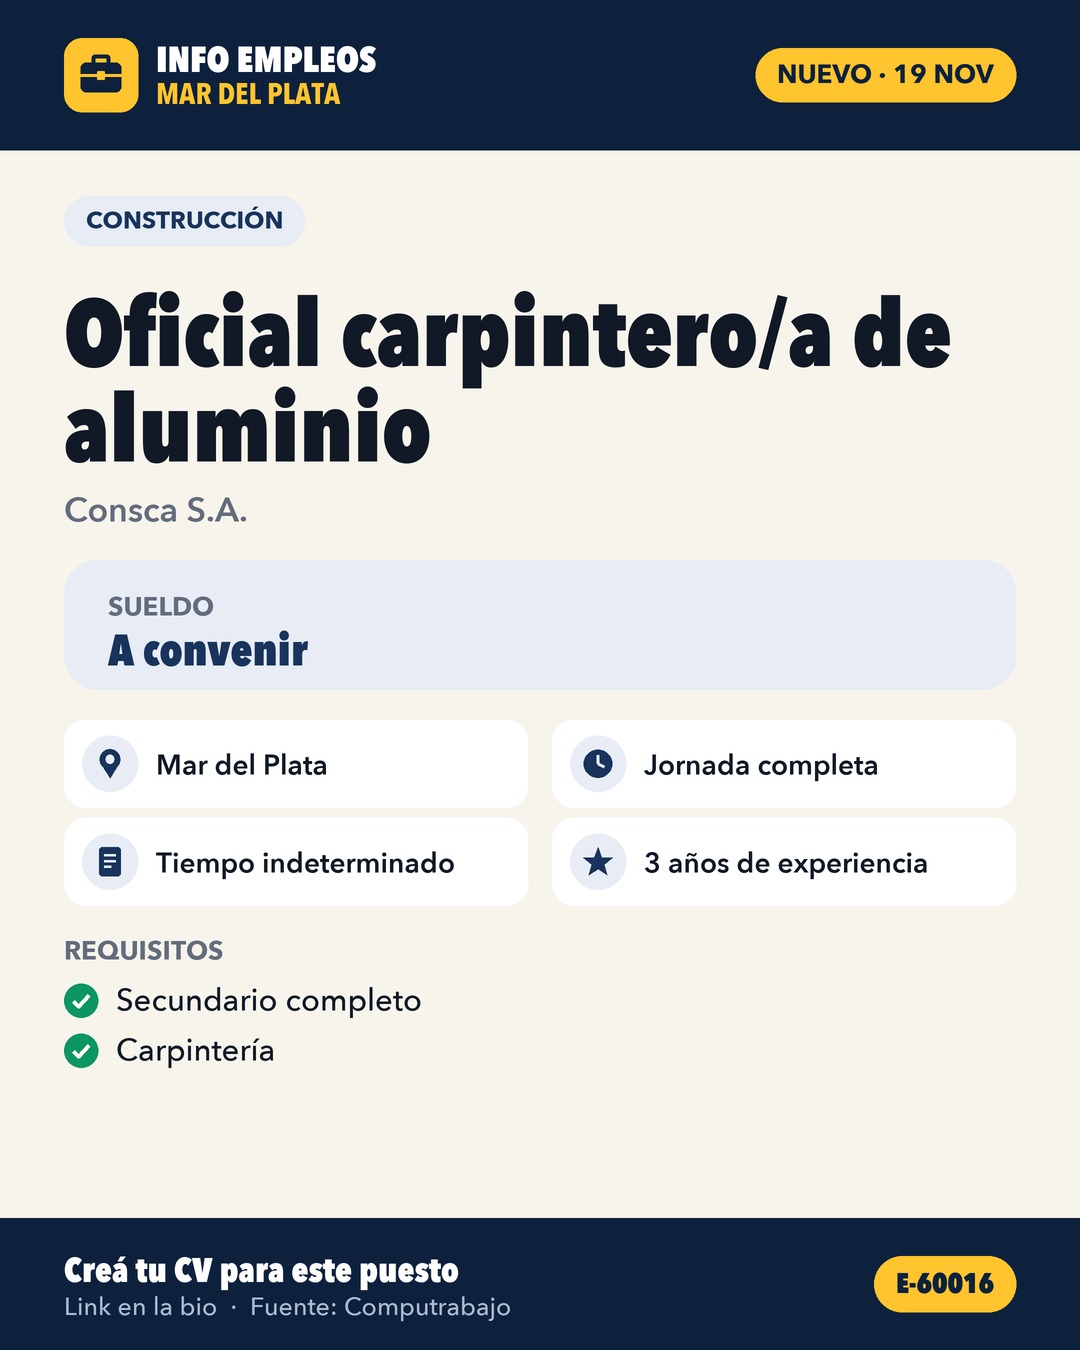 INFO EMPLEOS
MAR DEL PLATA
NUEVO · 19 NOV
CONSTRUCCIÓN
Oficial carpintero/a de
aluminio
Consca S.A.
SUELDO
A convenir
Mar del Plata
Jornada completa
Tiempo indeterminado
3 años de experiencia
REQUISITOS
Secundario completo
Carpintería
Creá tu CV para este puesto
Link en la bio · Fuente: Computrabajo
E-60016